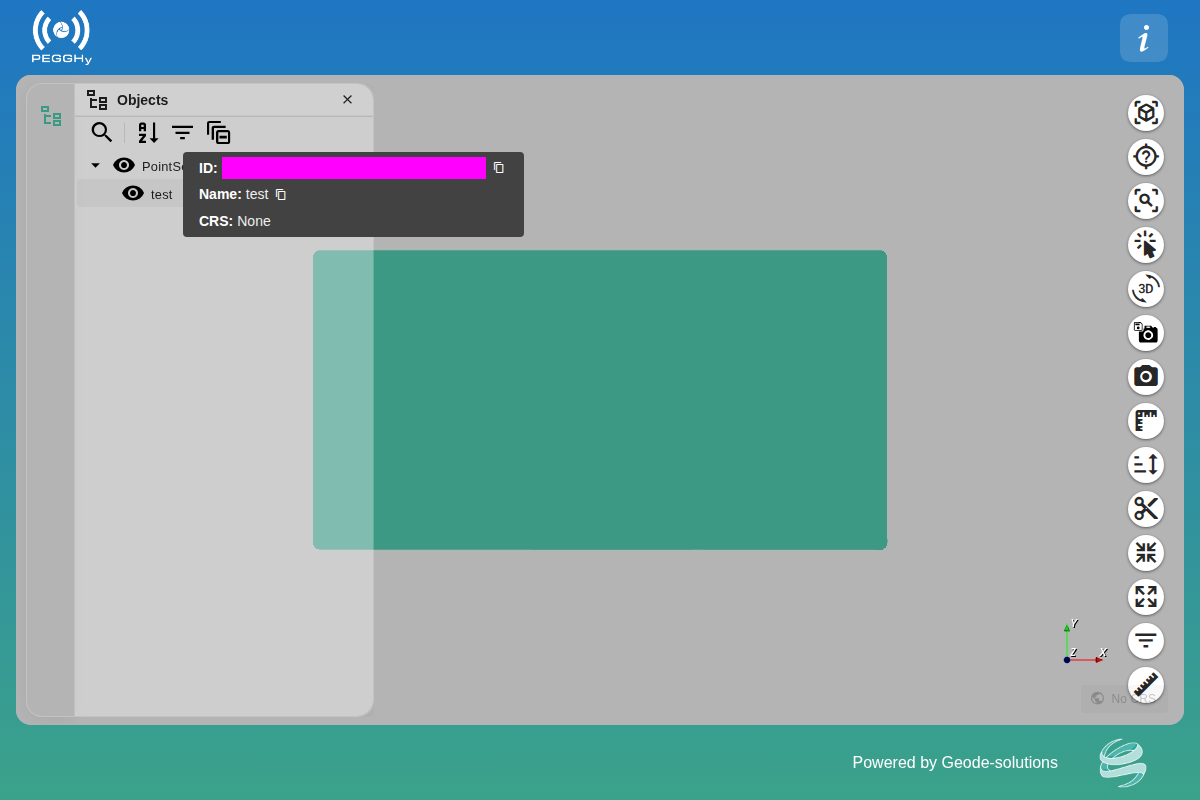 PEGGHy
i
Objects
PointSe
ID:
test
Name: test
CRS: None
3D
Y
Z
X
No CRS
Powered by Geode-solutions